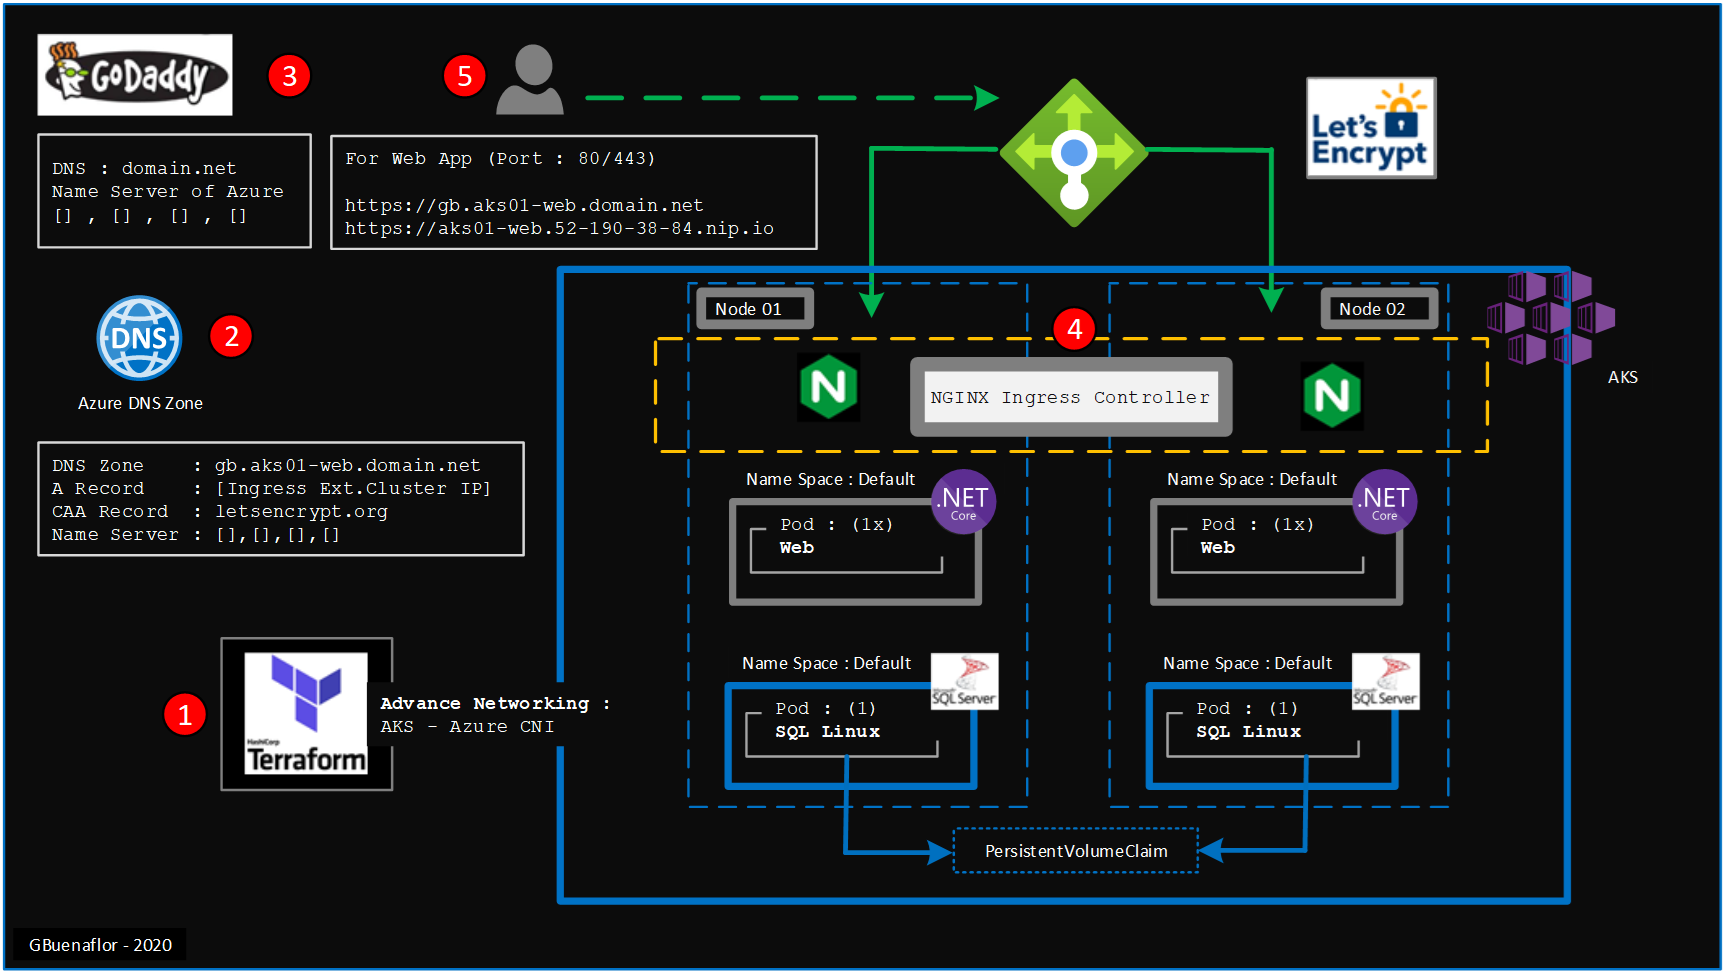 GoDaddy™
3
5
DNS : domain.net
Name Server of Azure
[] , [] , [] , []
For Web App (Port : 80/443)
https://gb.aks01-web.domain.net
https://aks01-web.52-190-38-84.nip.io
Let's
Encrypt
DNS
2
Azure DNS Zone
DNS Zone : gb.aks01-web.domain.net
A Record : [Ingress Ext.Cluster IP]
CAA Record : letsencrypt.org
Name Server : [],[],[],[]
1
HashiCorp
Terraform
Advance Networking :
AKS - Azure CNI
Node 01
4
Node 02
AKS
N
NGINX Ingress Controller
N
Name Space : Default
.NET
Core
Pod : (1x)
Web
Name Space : Default
.NET
Core
Pod : (1x)
Web
Name Space : Default
Microsoft
SQL Server
Pod : (1)
SQL Linux
Name Space : Default
Microsoft
SQL Server
Pod : (1)
SQL Linux
PersistentVolumeClaim
GBuenaflor - 2020